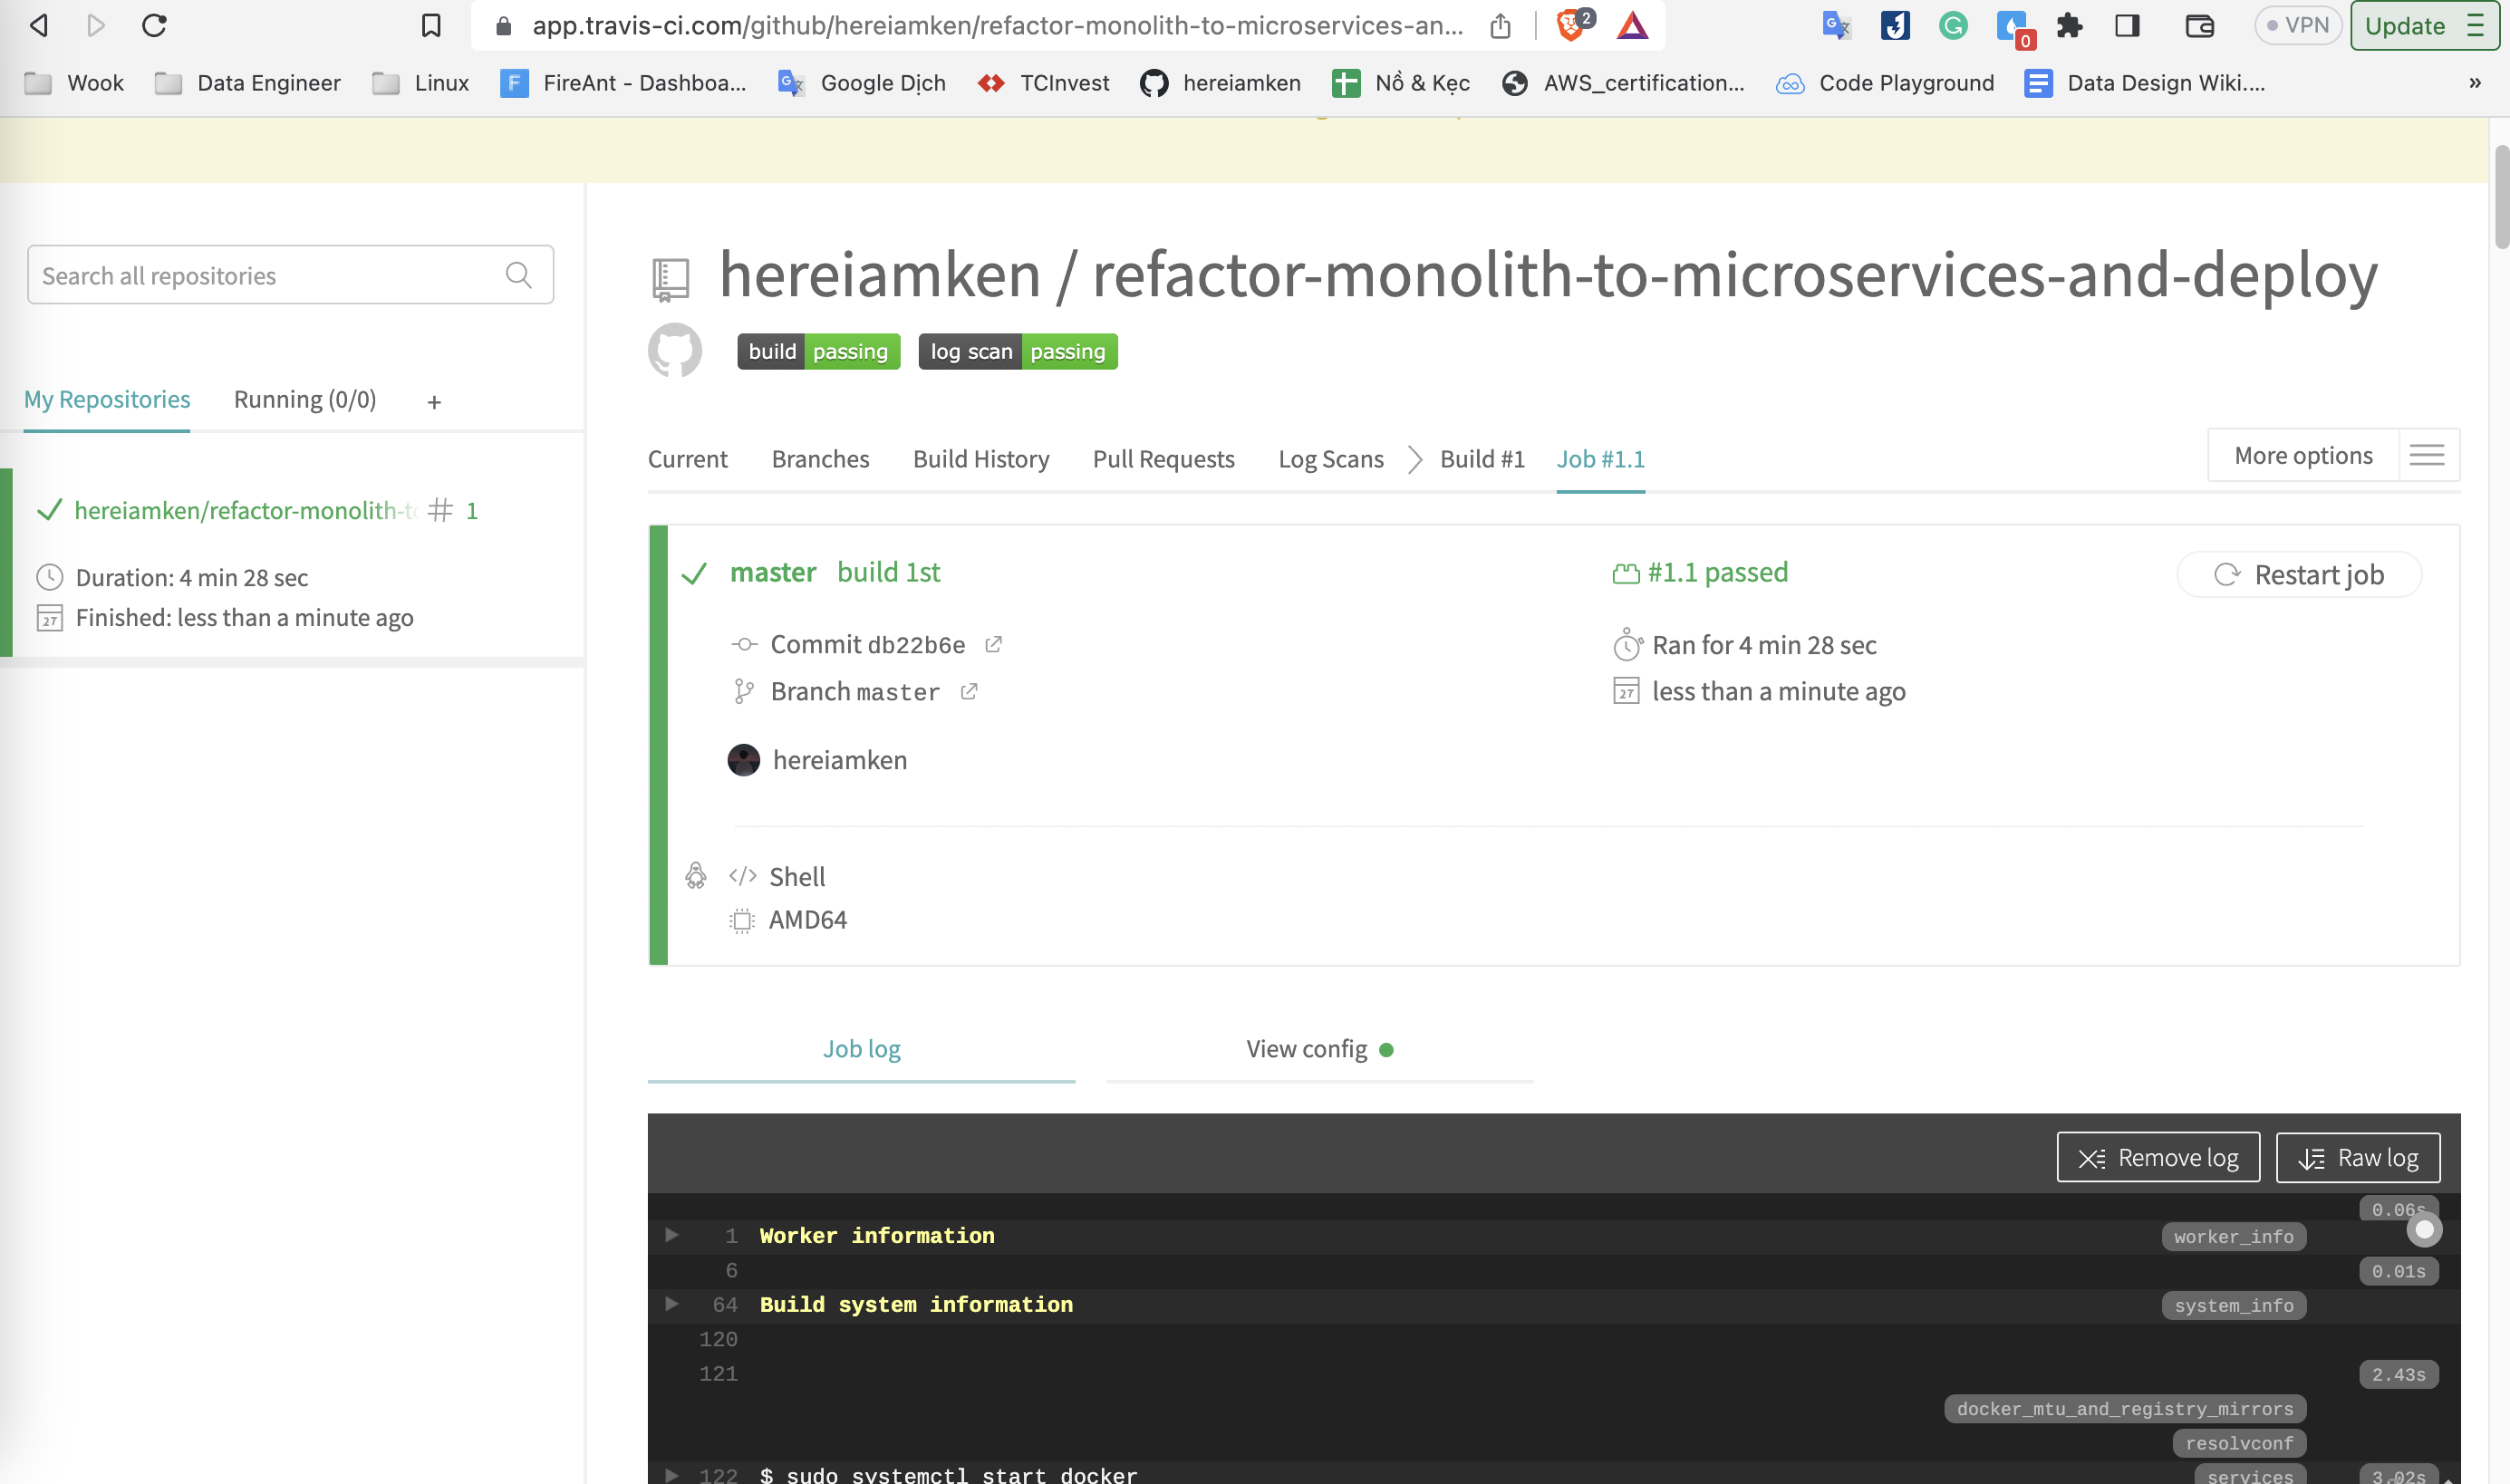 app.travis-ci.com/github/hereiamken/refactor-monolith-to-microservices-an...
2
0
VPN
Update
Wook
Data Engineer
Linux
FireAnt - Dashboa...
Google Dịch
TCInvest
hereiamken
Nồ & Kẹc
AWS_certification...
Code Playground
Data Design Wiki....
»
Search all repositories
My Repositories
Running (0/0)
+
hereiamken/refactor-monolith-to
# 1
Duration: 4 min 28 sec
27
Finished: less than a minute ago
hereiamken / refactor-monolith-to-microservices-and-deploy
build passing
log scan passing
Current
Branches
Build History
Pull Requests
Log Scans
Build #1
Job #1.1
More options
master build 1st
#1.1 passed
Restart job
Commit db22b6e
Ran for 4 min 28 sec
Branch master
27
less than a minute ago
hereiamken
</> Shell
AMD64
Job log
View config
Remove log
Raw log
0.06s
1 Worker information
worker_info
6
0.01s
64 Build system information
system_info
120
121
2.43s
docker_mtu_and_registry_mirrors
resolvconf
122 $ sudo systemctl start docker
services
3.02s